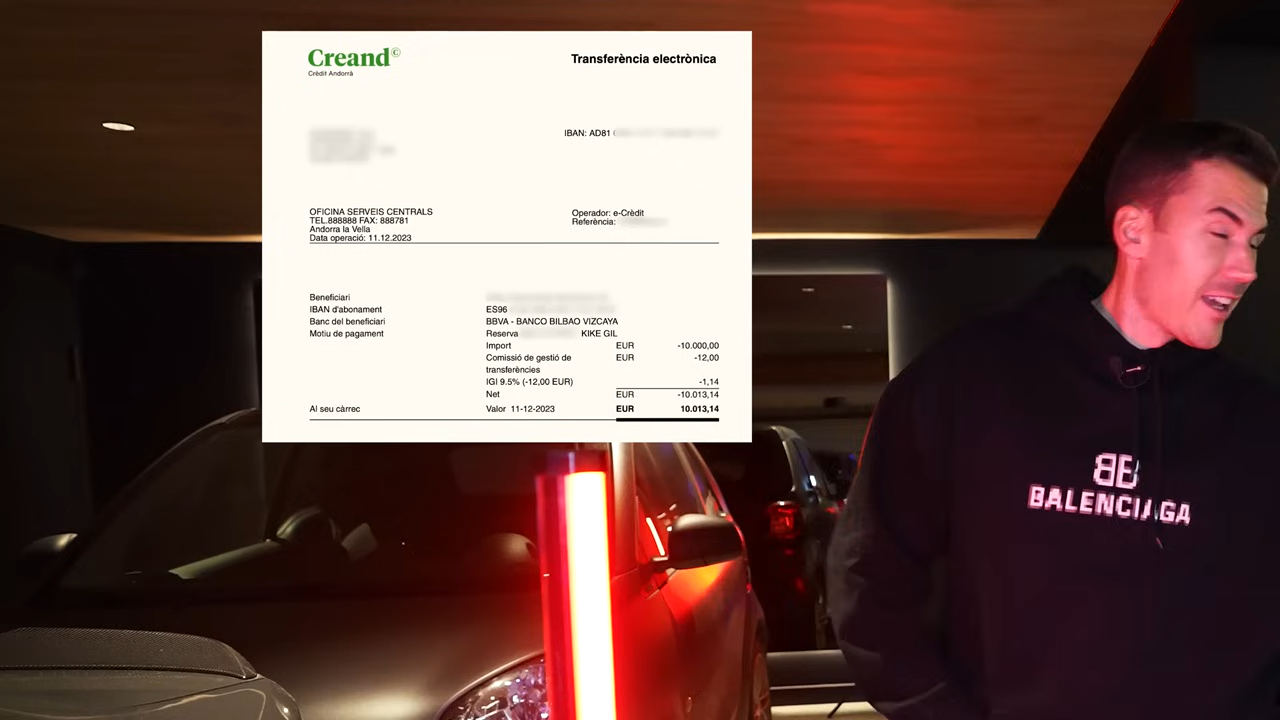 Creand©
Crèdit Andorrà
Transferència electrònica
IBAN: AD81
OFICINA SERVEIS CENTRALS
TEL.888888 FAX: 888781
Andorra la Vella
Data operació: 11.12.2023
Operador: e-Crèdit
Referència:
Beneficiari
IBAN d'abonament ES96
Banc del beneficiari BBVA - BANCO BILBAO VIZCAYA
Motiu de pagament Reserva KIKE GIL
Import EUR -10.000,00
Comissió de gestió de EUR -12,00
transferències
IGI 9.5% (-12,00 EUR) -1,14
Net EUR -10.013,14
Al seu càrrec Valor 11-12-2023 EUR 10.013,14
BB
BALENCIAGA